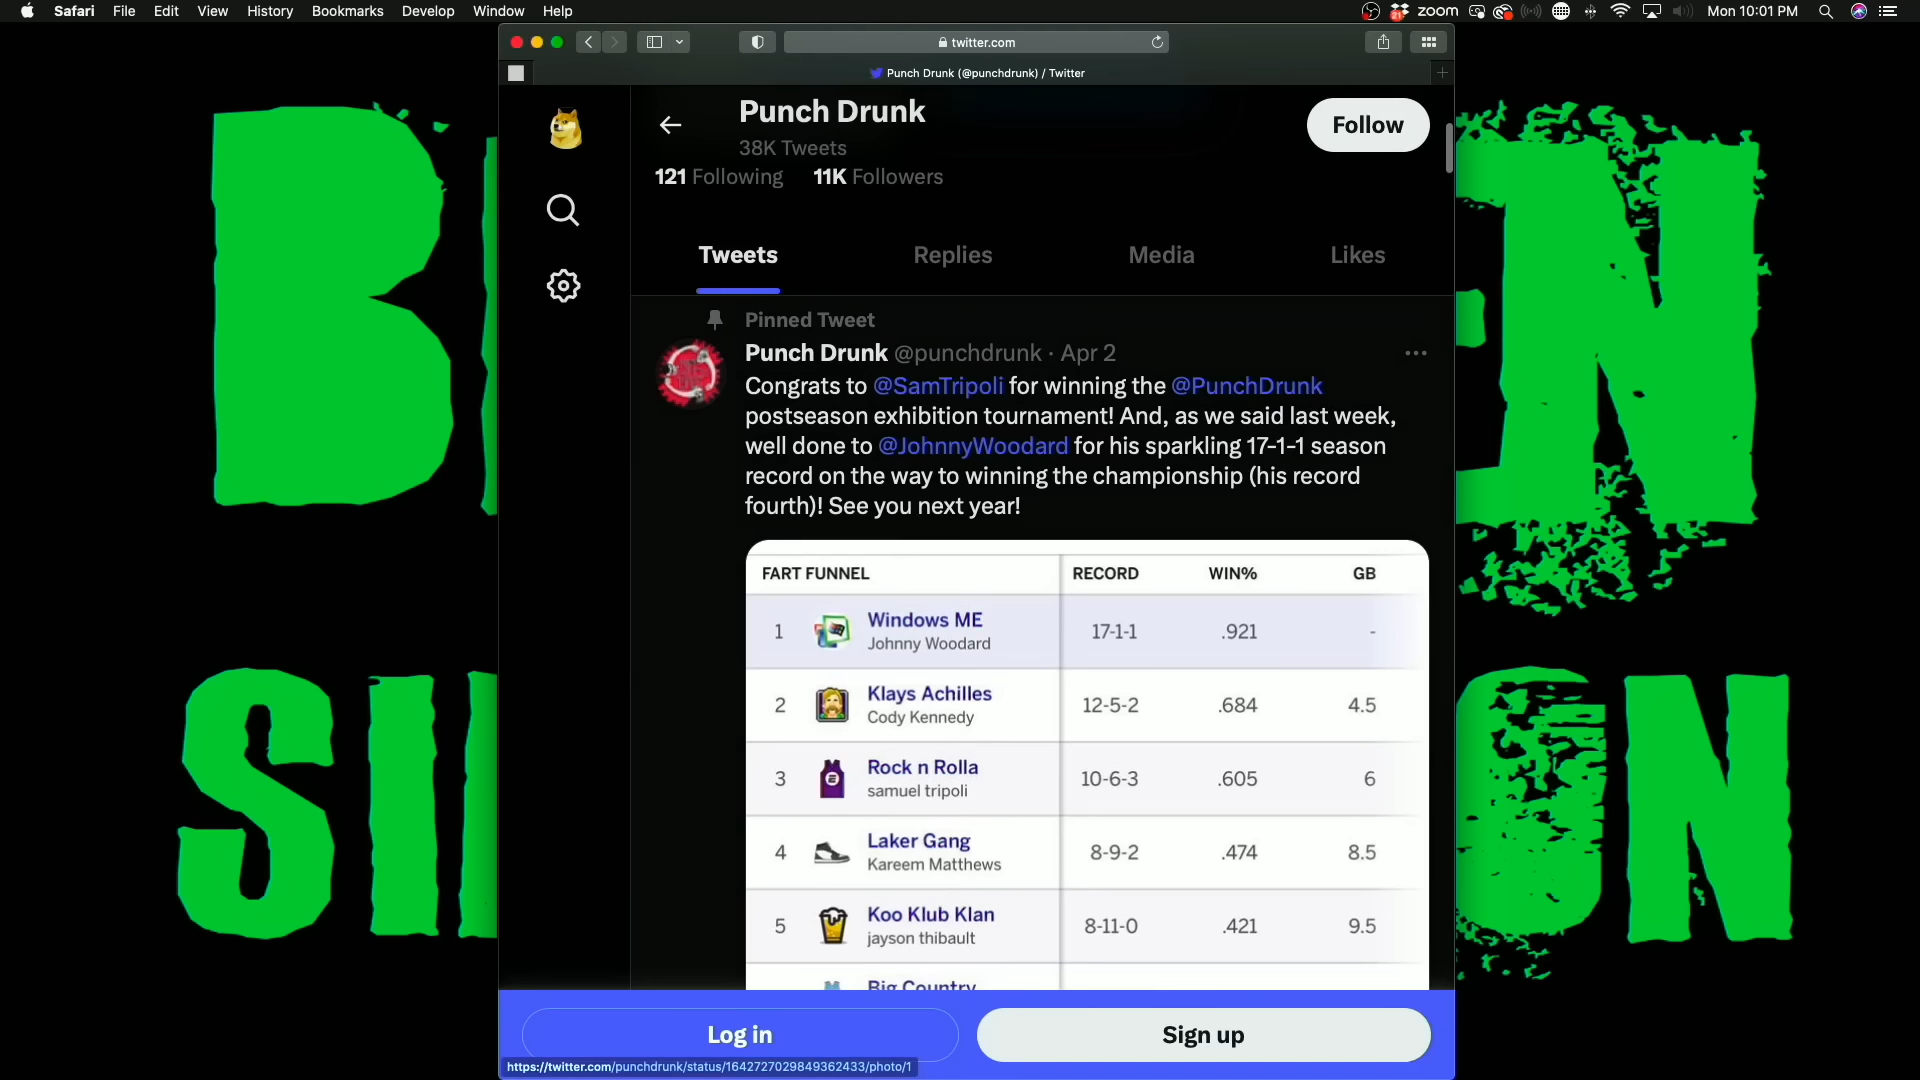 Safari File Edit View History Bookmarks Develop Window Help
21 zoom Mon 10:01 PM
twitter.com
Punch Drunk (@punchdrunk) / Twitter
Punch Drunk
38K Tweets
Follow
121 Following 11K Followers
Tweets Replies Media Likes
Pinned Tweet
Punch Drunk @punchdrunk · Apr 2
Congrats to @SamTripoli for winning the @PunchDrunk
postseason exhibition tournament! And, as we said last week,
well done to @JohnnyWoodard for his sparkling 17-1-1 season
record on the way to winning the championship (his record
fourth)! See you next year!
FART FUNNEL RECORD WIN% GB
1 Windows ME 17-1-1 .921 -
Johnny Woodard
2 Klays Achilles 12-5-2 .684 4.5
Cody Kennedy
3 Rock n Rolla 10-6-3 .605 6
samuel tripoli
4 Laker Gang 8-9-2 .474 8.5
Kareem Matthews
5 Koo Klub Klan 8-11-0 .421 9.5
jayson thibault
Big Country
Log in Sign up
https://twitter.com/punchdrunk/status/1642727029849362433/photo/1